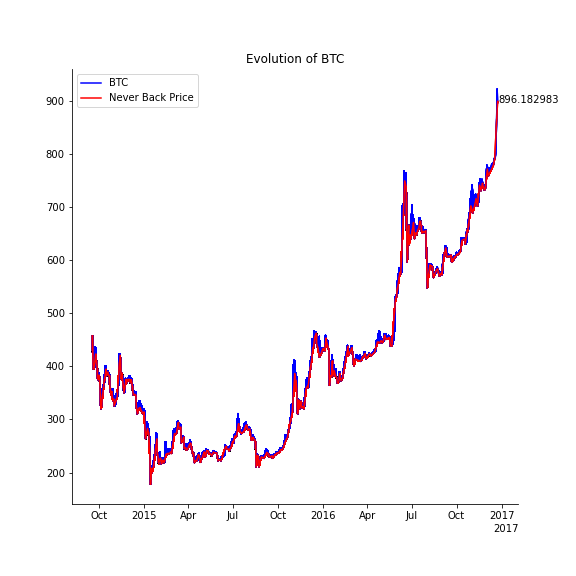 Evolution of BTC
BTC
Never Back Price
900
896.182983
800
700
600
500
400
300
200
Oct 2015 Apr Jul Oct 2016 Apr Jul Oct 2017
2017